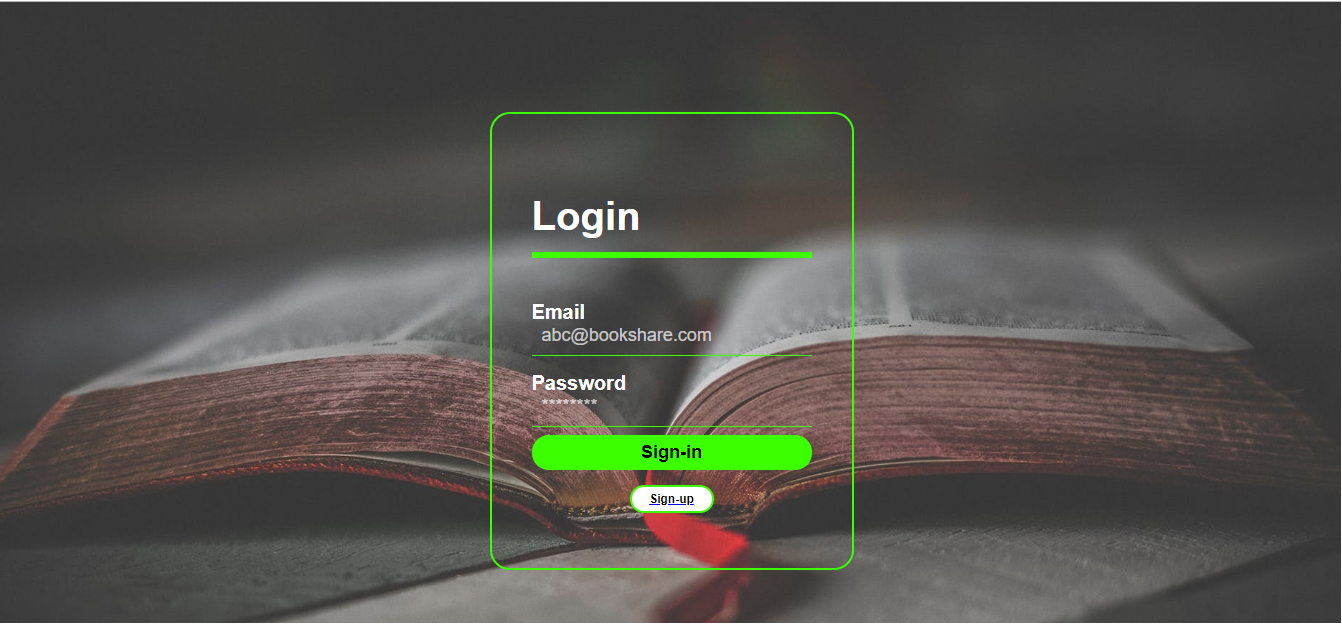 Login
Email
abc@bookshare.com
Password
********
Sign-in
Sign-up